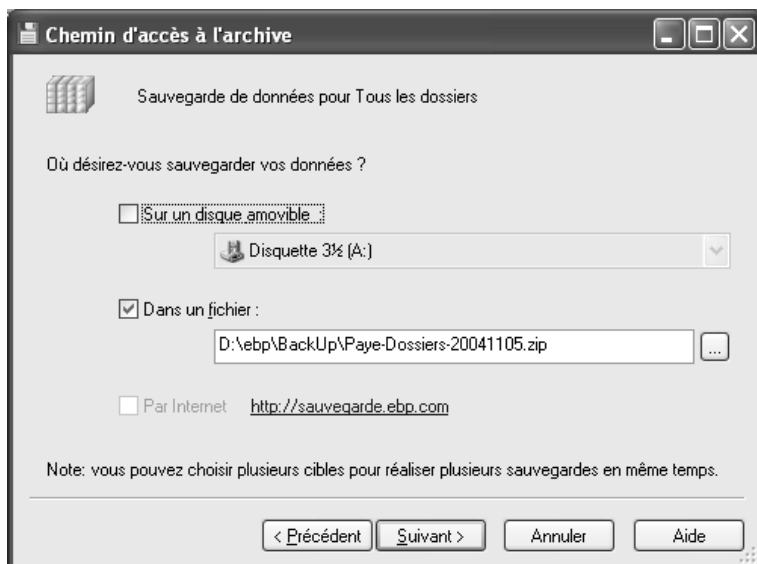 Chemin d'accès à l'archive
Sauvegarde de données pour Tous les dossiers
Où désirez-vous sauvegarder vos données ?
Sur un disque amovible :
Disquette 3½ (A:)
Dans un fichier :
D:\ebp\BackUp\Paye-Dossiers-20041105.zip
...
Par Internet http://sauvegarde.ebp.com
Note: vous pouvez choisir plusieurs cibles pour réaliser plusieurs sauvegardes en même temps.
< Précédent Suivant > Annuler Aide